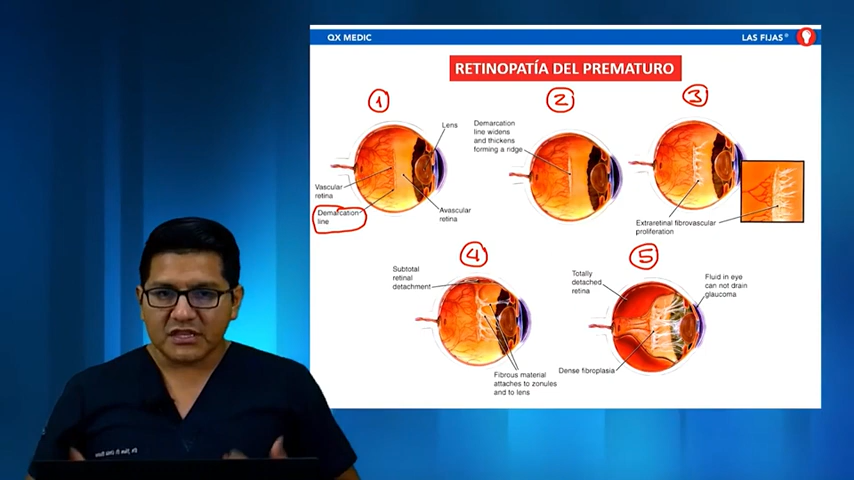 QX MEDIC
LAS FIJAS®
RETINOPATÍA DEL PREMATURO
1
Lens
Vascular
retina
Demarcation
line
Avascular
retina
2
Demarcation
line widens
and thickens
forming a ridge
3
Extraretinal fibrovascular
proliferation
4
Subtotal
retinal
detachment
Fibrous material
attaches to zonules
and to lens
5
Totally
detached
retina
Fluid in eye
can not drain
glaucoma
Dense fibroplasia